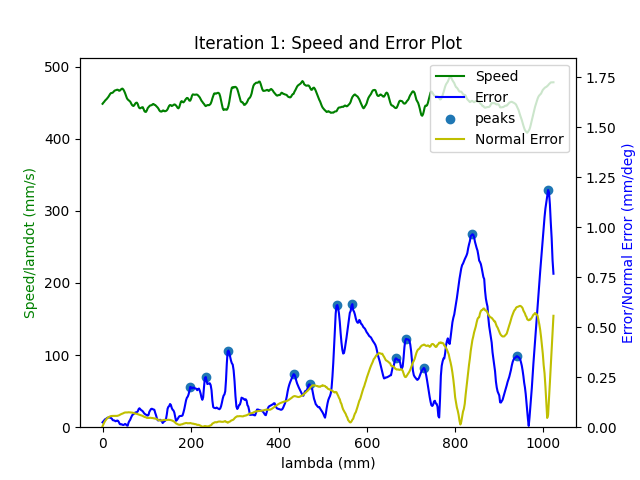 Iteration 1: Speed and Error Plot
Speed
Error
peaks
Normal Error
Speed/lamdot (mm/s)
500
400
300
200
100
0
1.75
1.50
1.25
1.00
0.75
0.50
0.25
0.00
Error/Normal Error (mm/deg)
0 200 400 600 800 1000
lambda (mm)